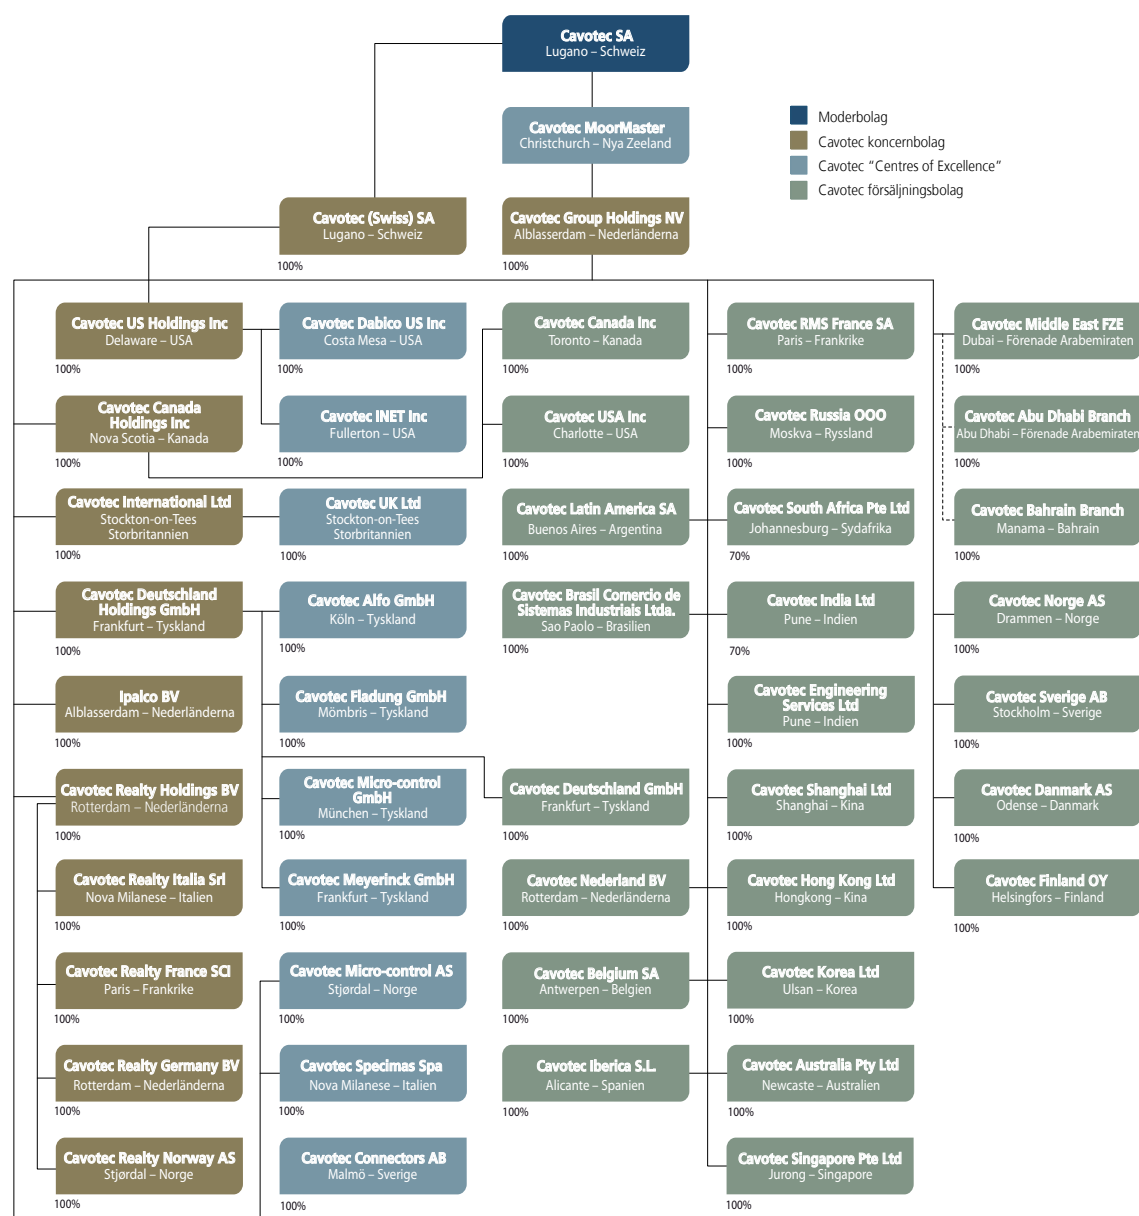 Cavotec SA
Lugano – Schweiz
Cavotec MoorMaster
Christchurch – Nya Zeeland
Moderbolag
Cavotec koncernbolag
Cavotec “Centres of Excellence”
Cavotec försäljningsbolag
Cavotec (Swiss) SA
Lugano – Schweiz
100%
Cavotec Group Holdings NV
Alblasserdam – Nederländerna
100%
Cavotec US Holdings Inc
Delaware – USA
100%
Cavotec Dabico US Inc
Costa Mesa – USA
100%
Cavotec Canada Inc
Toronto – Kanada
100%
Cavotec RMS France SA
Paris – Frankrike
100%
Cavotec Middle East FZE
Dubai – Förenade Arabemiraten
100%
Cavotec Canada
Holdings Inc
Nova Scotia – Kanada
100%
Cavotec INET Inc
Fullerton – USA
100%
Cavotec USA Inc
Charlotte – USA
100%
Cavotec Russia OOO
Moskva – Ryssland
100%
Cavotec Abu Dhabi Branch
Abu Dhabi – Förenade Arabemiraten
100%
Cavotec International Ltd
Stockton-on-Tees
Storbritannien
100%
Cavotec UK Ltd
Stockton-on-Tees
Storbritannien
100%
Cavotec Latin America SA
Buenos Aires – Argentina
100%
Cavotec South Africa Pte Ltd
Johannesburg – Sydafrika
70%
Cavotec Bahrain Branch
Manama – Bahrain
100%
Cavotec Deutschland
Holdings GmbH
Frankfurt – Tyskland
100%
Cavotec Alfo GmbH
Köln – Tyskland
100%
Cavotec Brasil Comercio de
Sistemas Industriais Ltda.
Sao Paolo – Brasilien
100%
Cavotec India Ltd
Pune – Indien
70%
Cavotec Norge AS
Drammen – Norge
100%
Ipalco BV
Alblasserdam – Nederländerna
100%
Cavotec Fladung GmbH
Mömbris – Tyskland
100%
Cavotec Engineering
Services Ltd
Pune – Indien
100%
Cavotec Sverige AB
Stockholm – Sverige
100%
Cavotec Realty Holdings BV
Rotterdam – Nederländerna
100%
Cavotec Micro-control
GmbH
München – Tyskland
100%
Cavotec Deutschland GmbH
Frankfurt – Tyskland
100%
Cavotec Shanghai Ltd
Shanghai – Kina
100%
Cavotec Danmark AS
Odense – Danmark
100%
Cavotec Realty Italia Srl
Nova Milanese – Italien
100%
Cavotec Meyerinck GmbH
Frankfurt – Tyskland
100%
Cavotec Nederland BV
Rotterdam – Nederländerna
100%
Cavotec Hong Kong Ltd
Hongkong – Kina
100%
Cavotec Finland OY
Helsingfors – Finland
100%
Cavotec Realty France SCI
Paris – Frankrike
100%
Cavotec Micro-control AS
Stjørdal – Norge
100%
Cavotec Belgium SA
Antwerpen – Belgien
100%
Cavotec Korea Ltd
Ulsan – Korea
100%
Cavotec Realty Germany BV
Rotterdam – Nederländerna
100%
Cavotec Specimas Spa
Nova Milanese – Italien
100%
Cavotec Iberica S.L.
Alicante – Spanien
100%
Cavotec Australia Pty Ltd
Newcaste – Australien
100%
Cavotec Realty Norway AS
Stjørdal – Norge
100%
Cavotec Connectors AB
Malmö – Sverige
100%
Cavotec Singapore Pte Ltd
Jurong – Singapore
100%